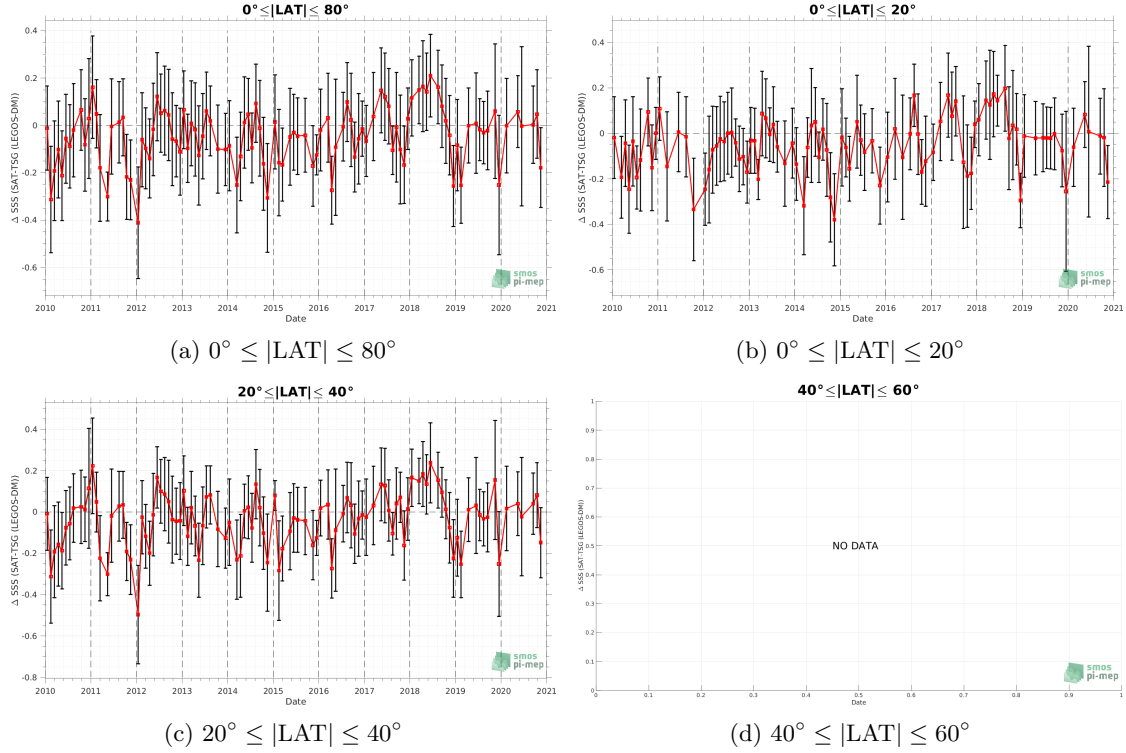 0°≤|LAT|≤ 80°
Δ SSS (SAT-TSG (LEGOS-DM))
0.4
0.2
0
-0.2
-0.4
-0.6
2010 2011 2012 2013 2014 2015 2016 2017 2018 2019 2020 2021
Date
smos
pi-mep
(a) 0° ≤ |LAT| ≤ 80°
0°≤|LAT|≤ 20°
Δ SSS (SAT-TSG (LEGOS-DM))
0.4
0.2
0
-0.2
-0.4
-0.6
2010 2011 2012 2013 2014 2015 2016 2017 2018 2019 2020 2021
Date
smos
pi-mep
(b) 0° ≤ |LAT| ≤ 20°
20°≤|LAT|≤ 40°
Δ SSS (SAT-TSG (LEGOS-DM))
0.4
0.2
0
-0.2
-0.4
-0.6
-0.8
2010 2011 2012 2013 2014 2015 2016 2017 2018 2019 2020 2021
Date
smos
pi-mep
(c) 20° ≤ |LAT| ≤ 40°
40°≤|LAT|≤ 60°
Δ SSS (SAT-TSG (LEGOS-DM))
1
0.9
0.8
0.7
0.6
0.5
0.4
0.3
0.2
0.1
0
NO DATA
0 0.1 0.2 0.3 0.4 0.5 0.6 0.7 0.8 0.9 1
Date
smos
pi-mep
(d) 40° ≤ |LAT| ≤ 60°